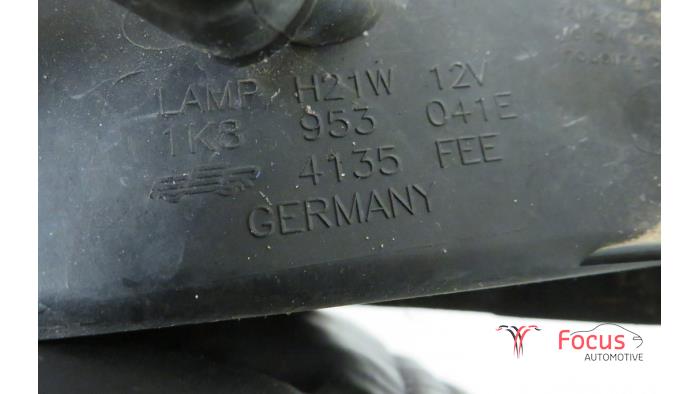 LAMP H21W 12V
1K8 953 041E
4135 FEE
GERMANY
Focus
AUTOMOTIVE